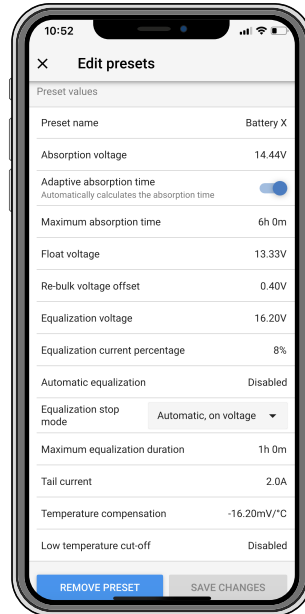 10:52
Edit presets
Preset values
Preset name Battery X
Absorption voltage 14.44V
Adaptive absorption time
Automatically calculates the absorption time
Maximum absorption time 6h 0m
Float voltage 13.33V
Re-bulk voltage offset 0.40V
Equalization voltage 16.20V
Equalization current percentage 8%
Automatic equalization Disabled
Equalization stop
mode Automatic, on voltage
Maximum equalization duration 1h 0m
Tail current 2.0A
Temperature compensation -16.20mV/°C
Low temperature cut-off Disabled
REMOVE PRESET SAVE CHANGES